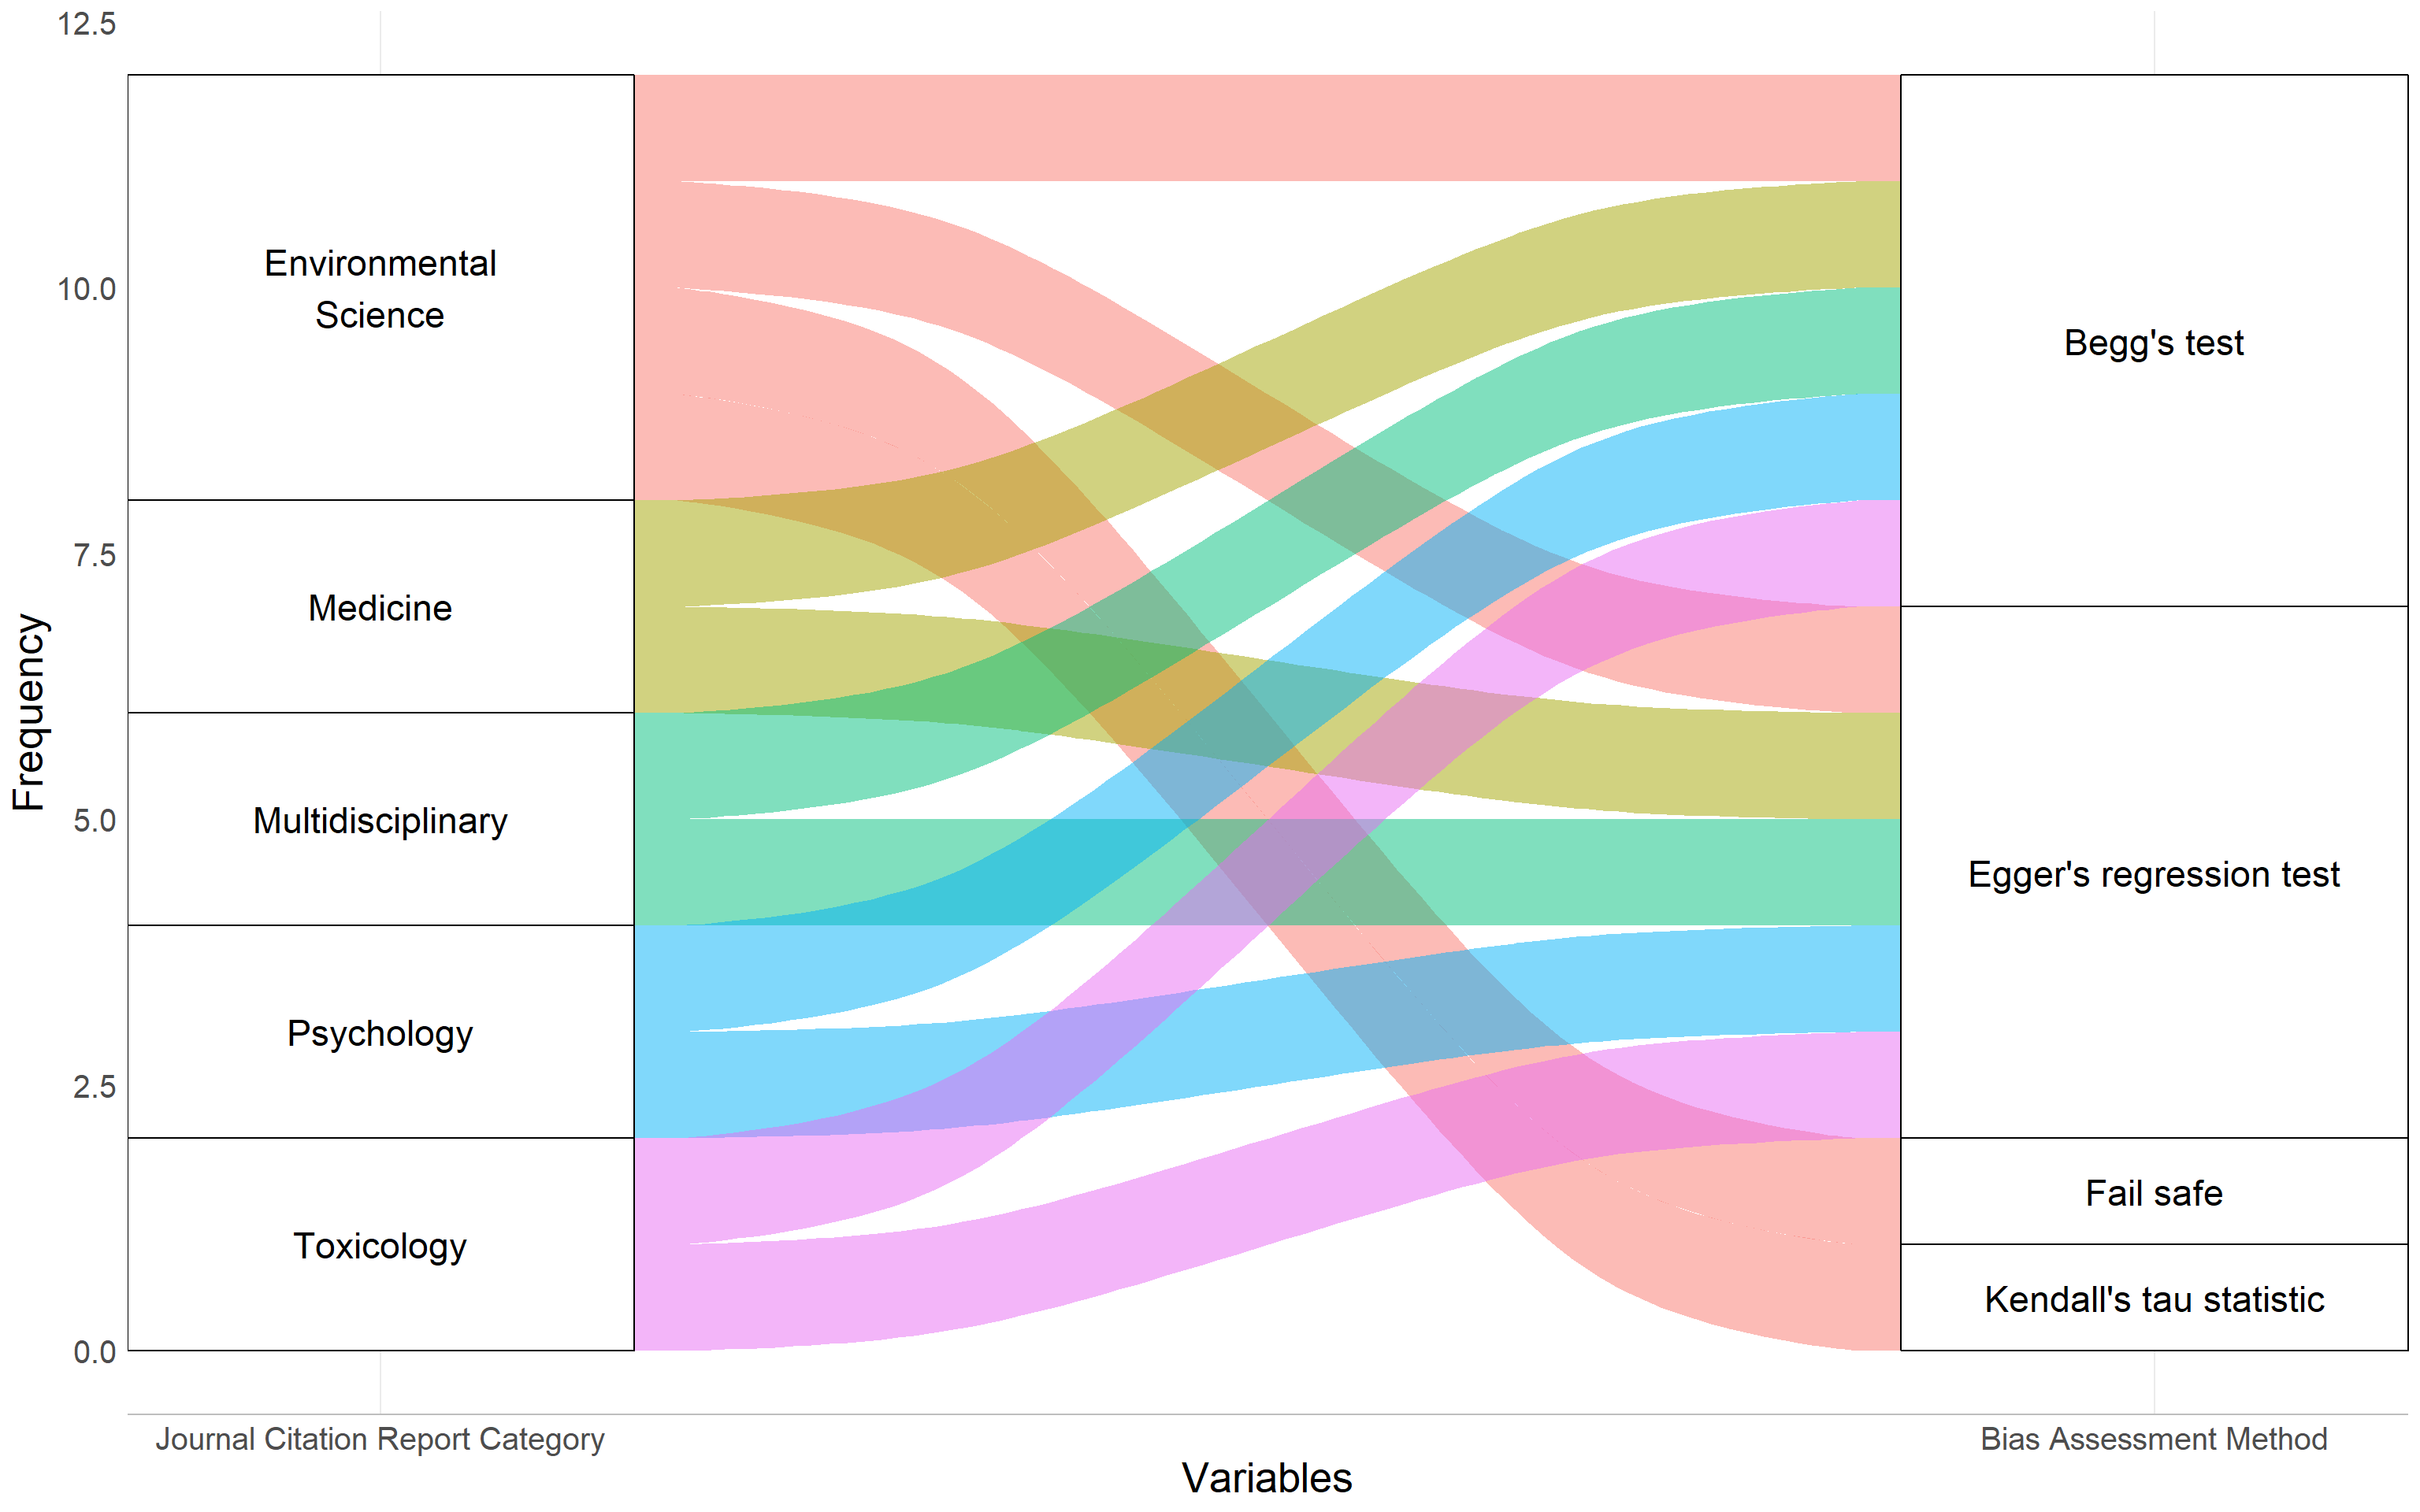 12.5
10.0
7.5
5.0
2.5
0.0
Frequency
Environmental
Science
Medicine
Multidisciplinary
Psychology
Toxicology
Begg's test
Egger's regression test
Fail safe
Kendall's tau statistic
Journal Citation Report Category
Bias Assessment Method
Variables